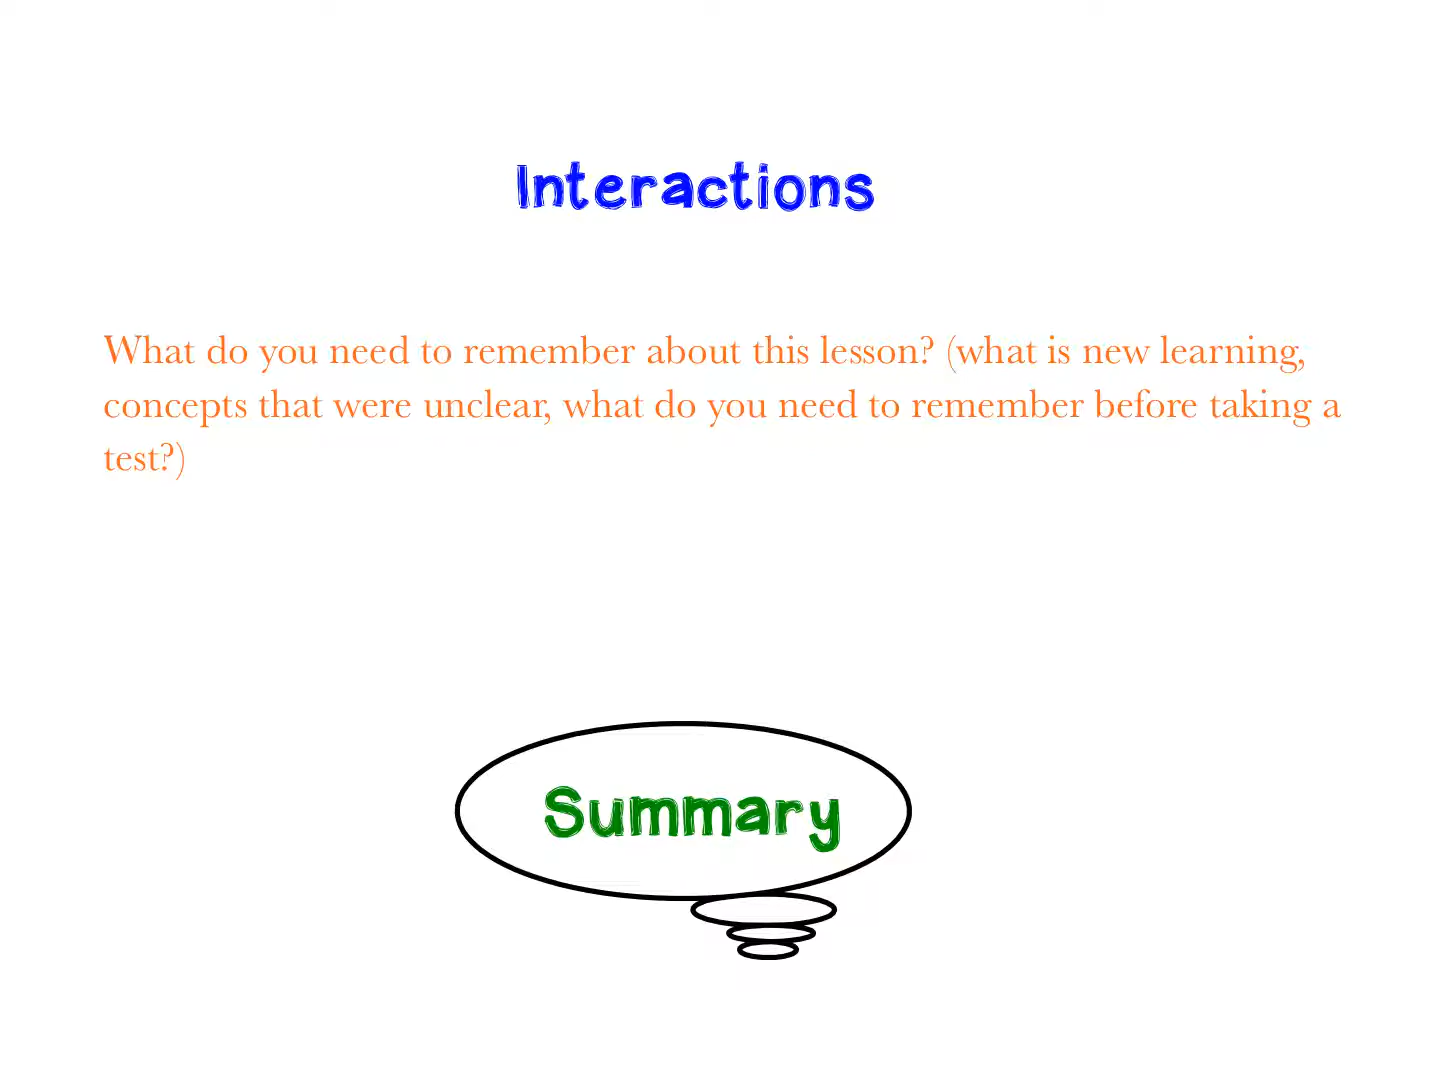 Interactions
What do you need to remember about this lesson? (what is new learning,
concepts that were unclear, what do you need to remember before taking a
test?)
Summary